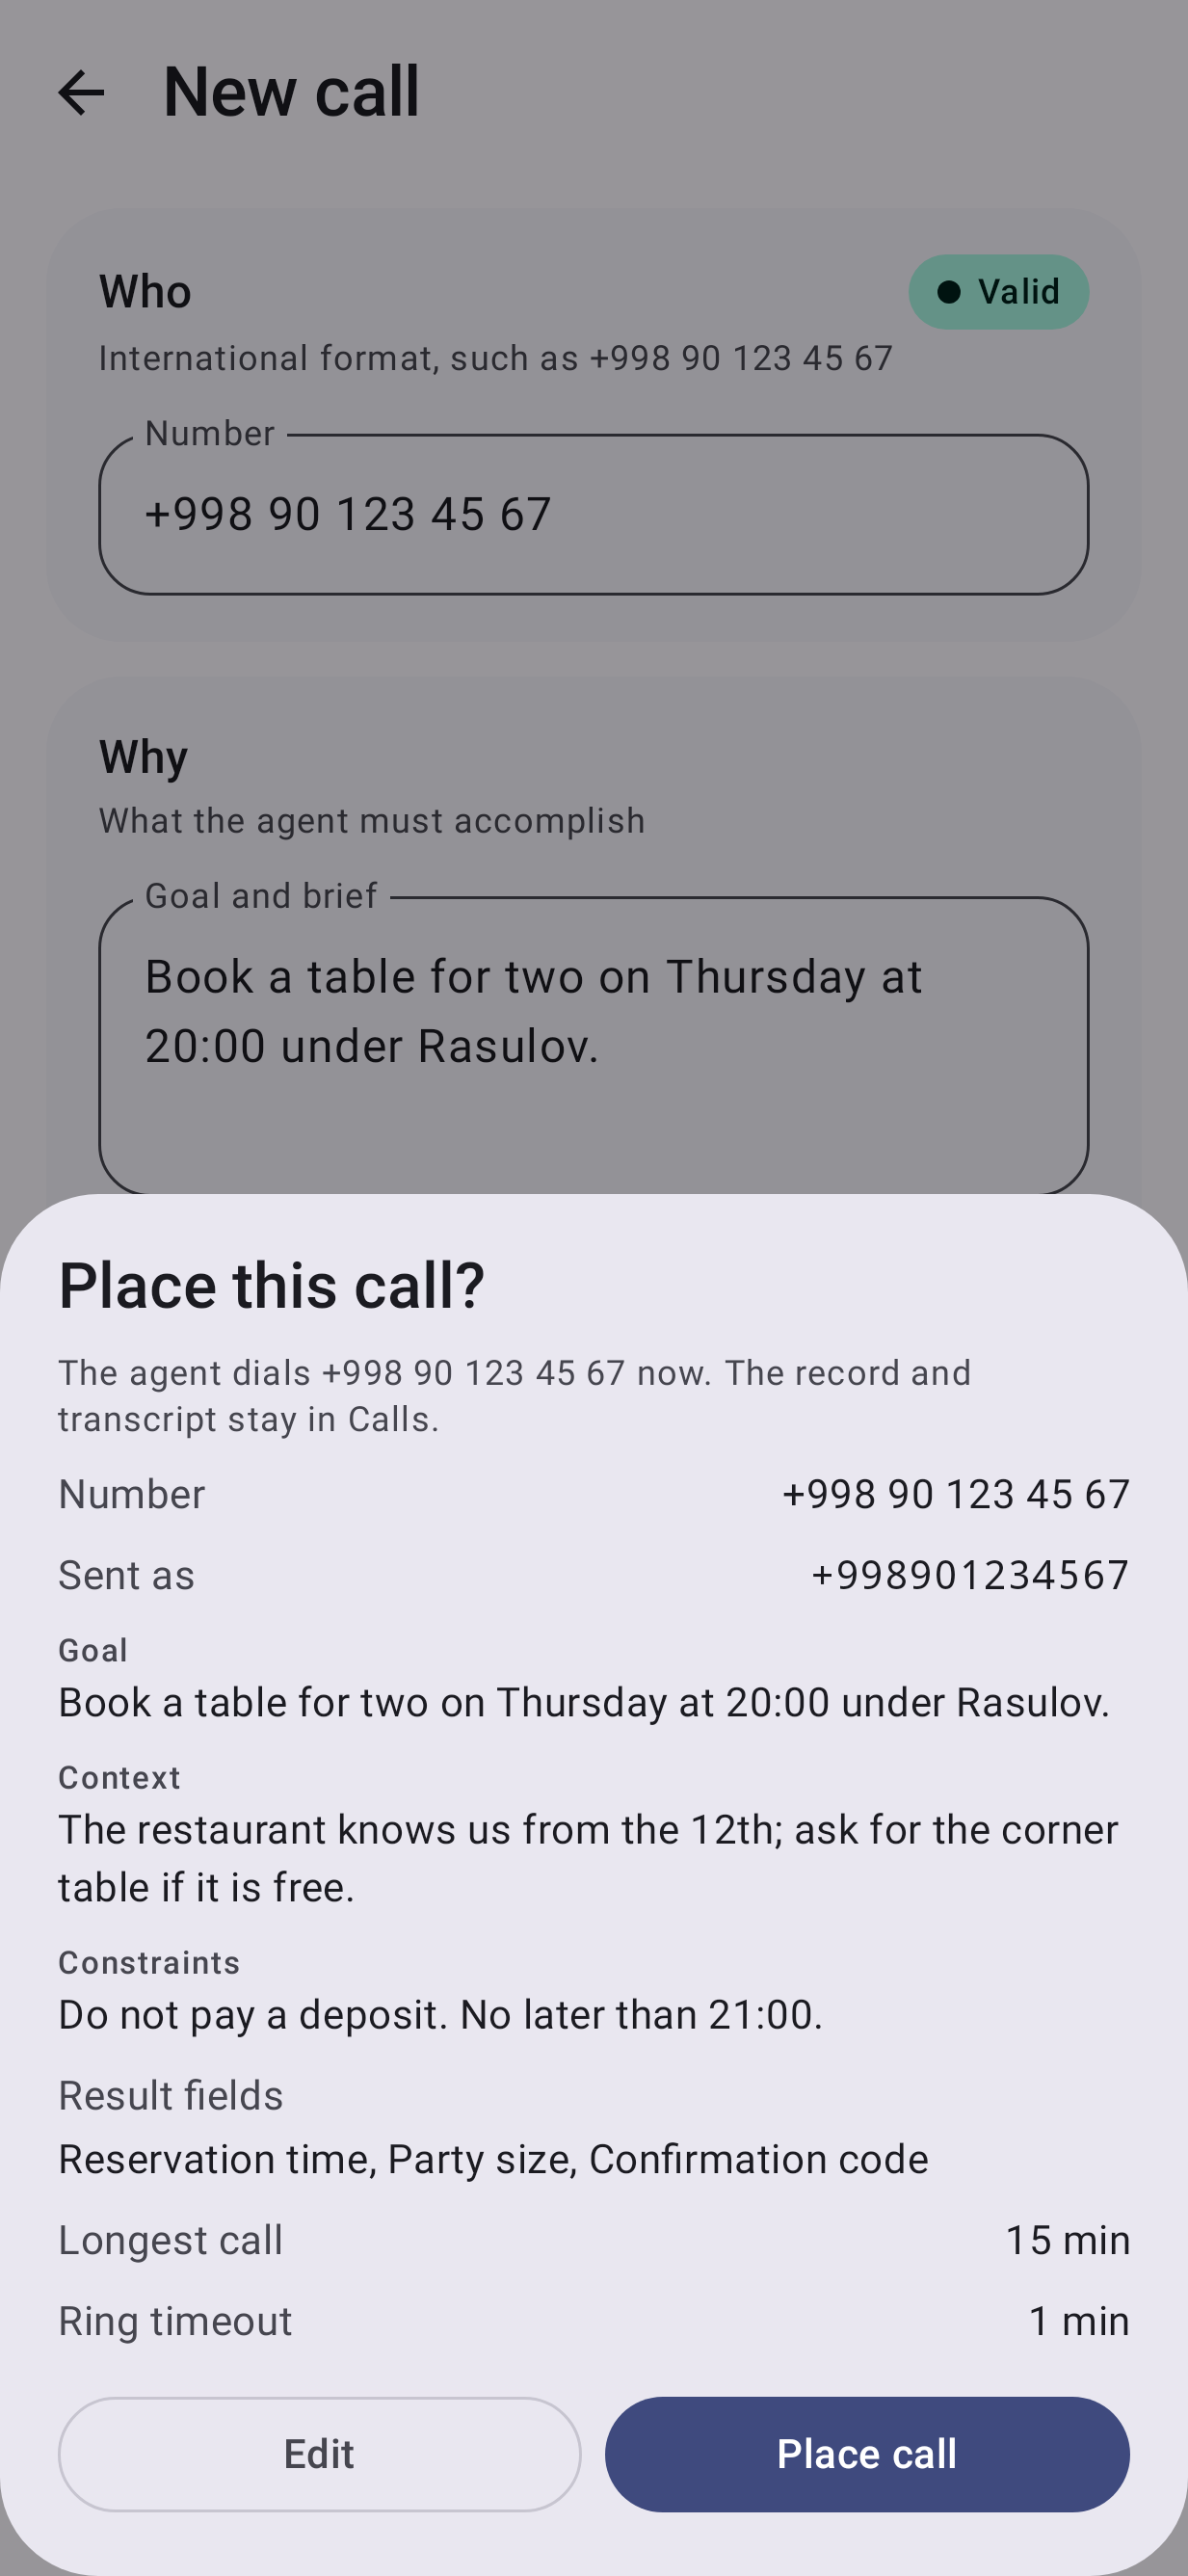 New call
Who
Valid
International format, such as +998 90 123 45 67
Number
+998 90 123 45 67
Why
What the agent must accomplish
Goal and brief
Book a table for two on Thursday at
20:00 under Rasulov.
Place this call?
The agent dials +998 90 123 45 67 now. The record and
transcript stay in Calls.
Number +998 90 123 45 67
Sent as +998901234567
Goal
Book a table for two on Thursday at 20:00 under Rasulov.
Context
The restaurant knows us from the 12th; ask for the corner
table if it is free.
Constraints
Do not pay a deposit. No later than 21:00.
Result fields
Reservation time, Party size, Confirmation code
Longest call 15 min
Ring timeout 1 min
Edit Place call